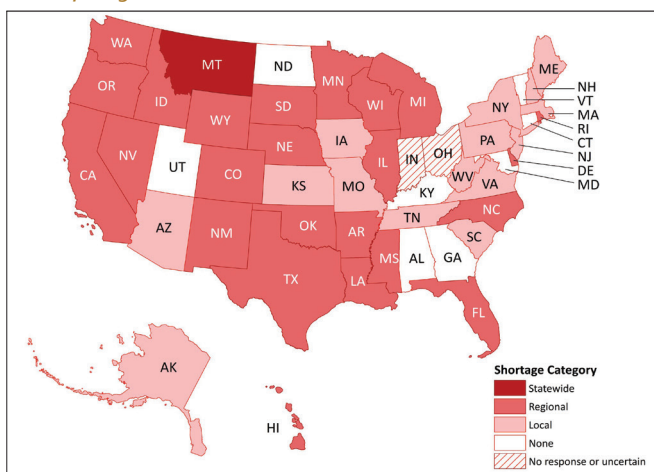 WA
MT
ND
MN
ME
OR
ID
SD
WI
MI
NY
NH
VT
MA
RI
CT
NJ
DE
MD
WY
NE
IA
PA
NV
UT
CO
IL
IN
OH
WV
VA
CA
KS
MO
KY
NC
TN
AZ
NM
OK
AR
SC
MS
AL
GA
TX
LA
FL
AK
HI
Shortage Category
Statewide
Regional
Local
None
No response or uncertain